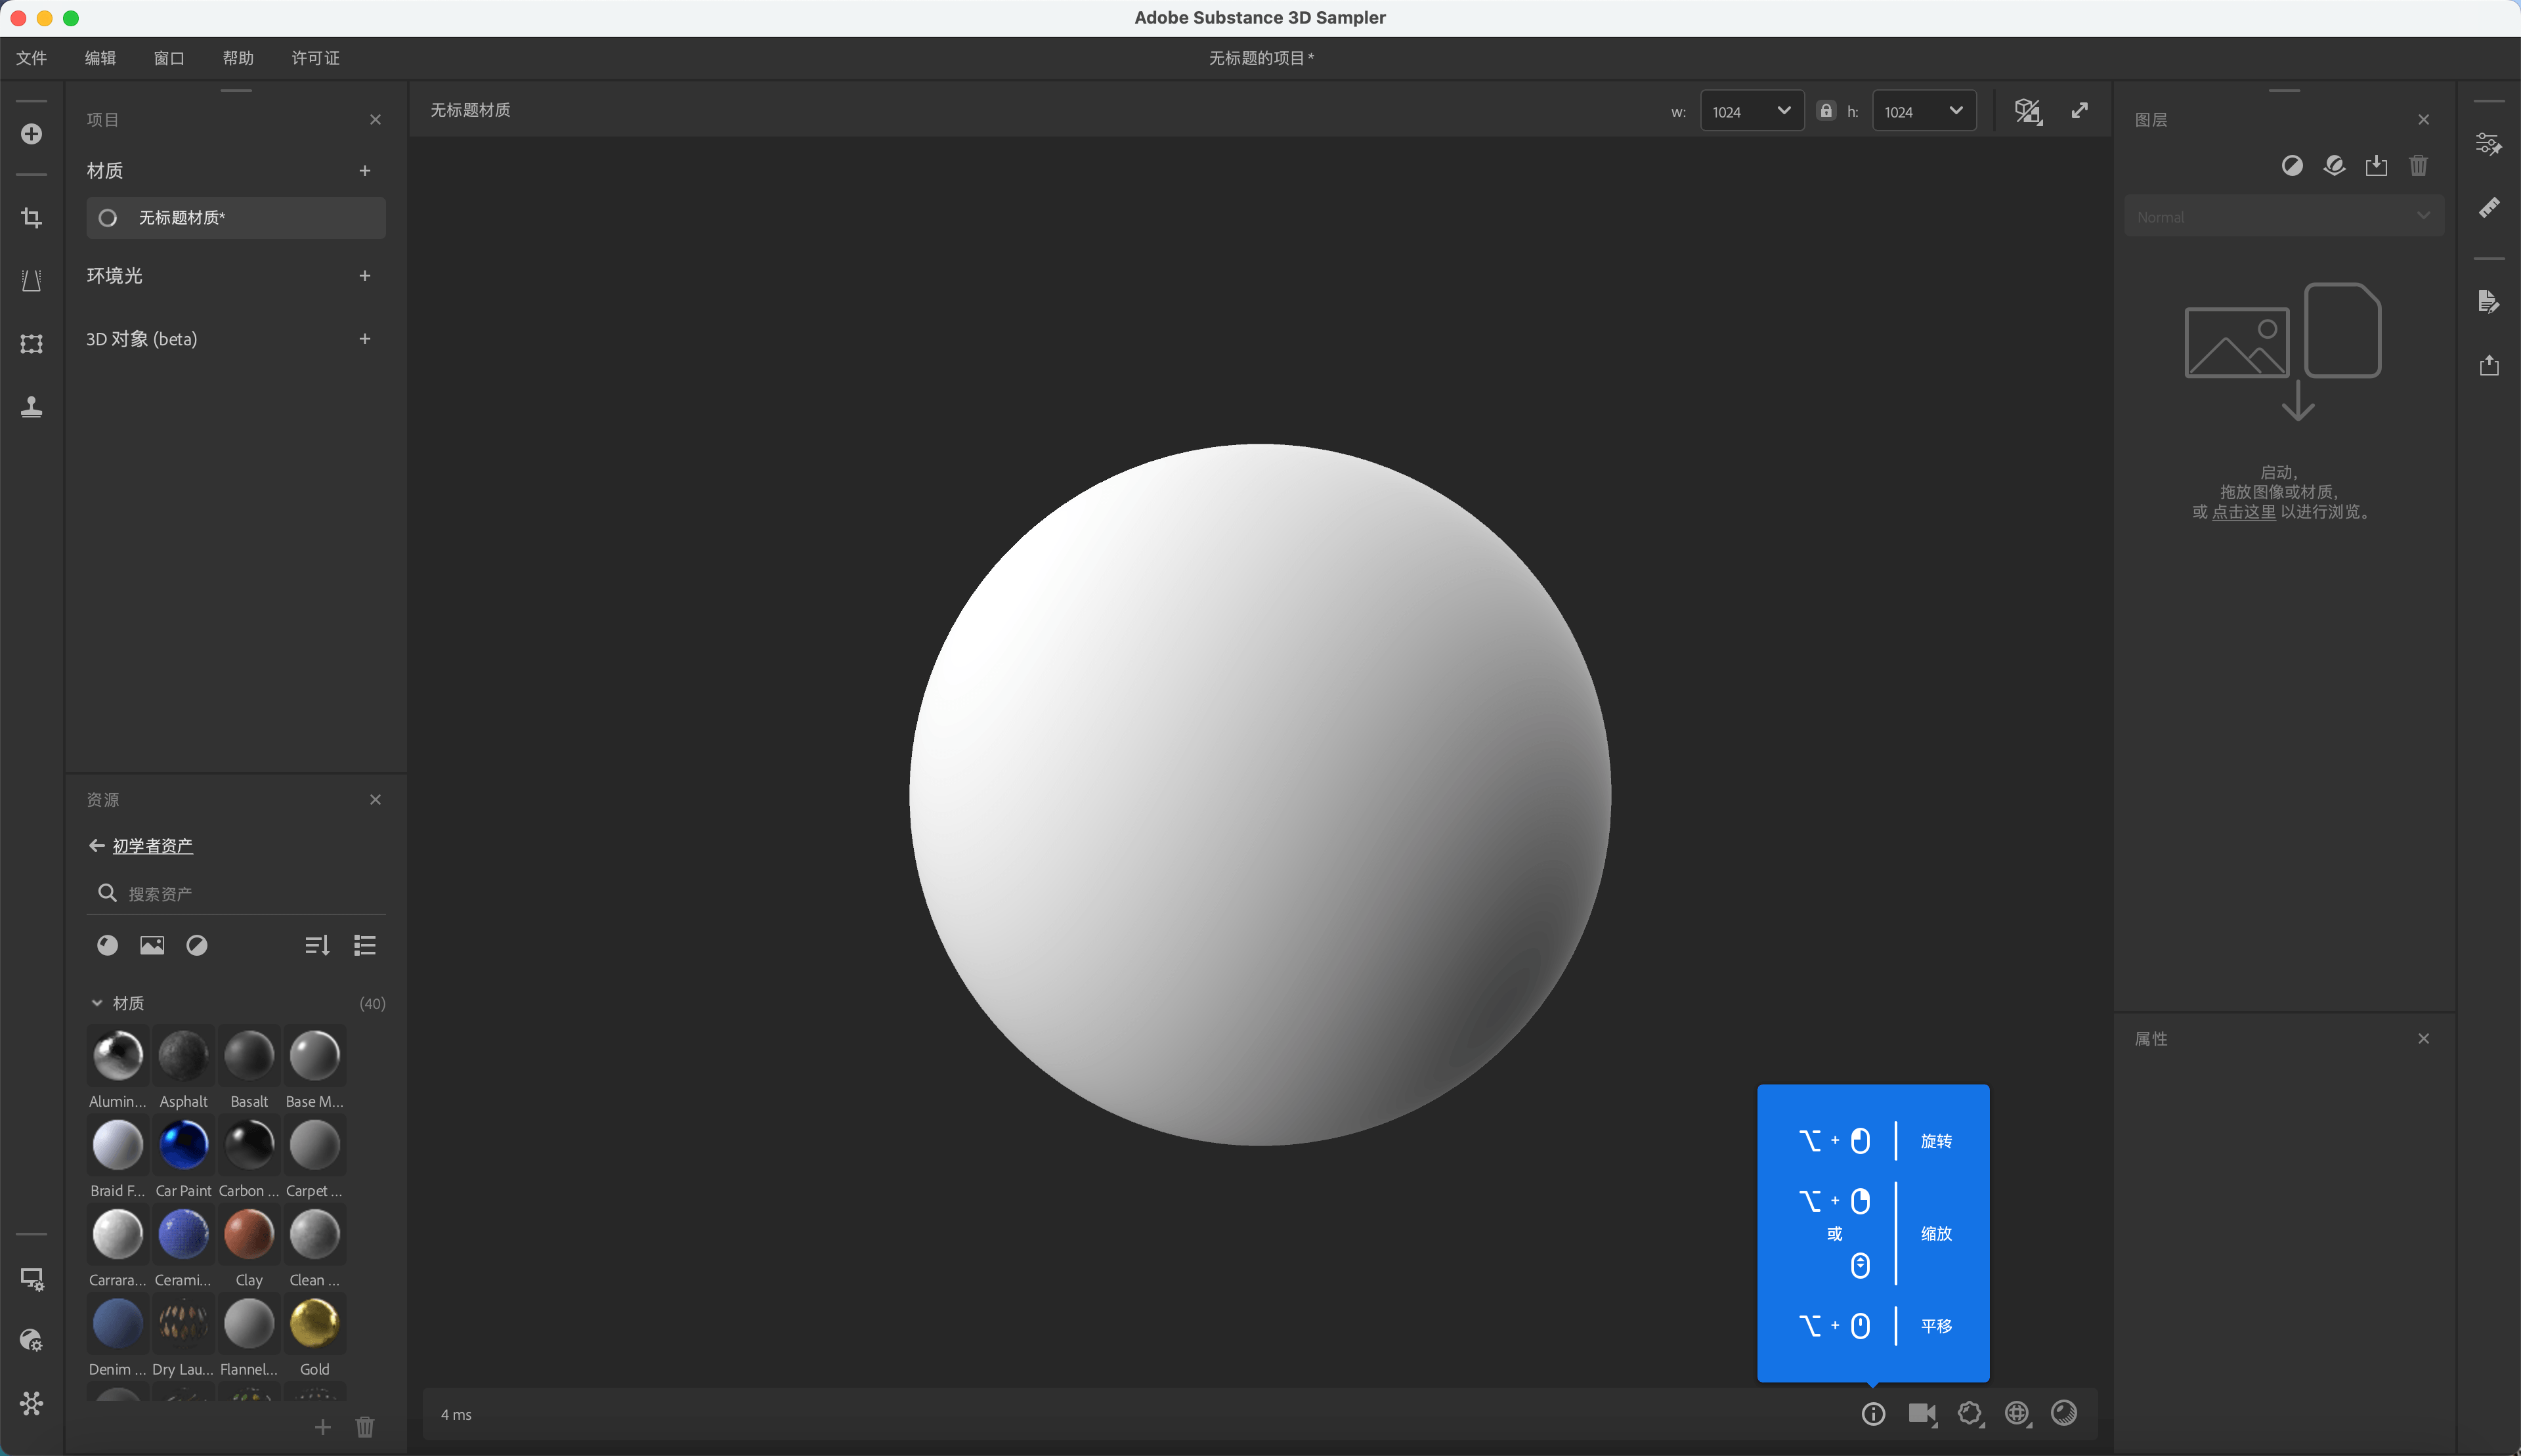 Adobe Substance 3D Sampler
文件 编辑 窗口 帮助 许可证 无标题的项目*
项目
材质
无标题材质*
环境光
3D 对象 (beta)
资源
初学者资产
搜索资产
材质 (40)
Alumin... Asphalt Basalt Base M...
Braid F... Car Paint Carbon ... Carpet ...
Carrara... Cerami... Clay Clean ...
Denim ... Dry Lau... Flannel... Gold
无标题材质 w: 1024 h: 1024
4 ms
+ 旋转
+
或 缩放
+ 平移
图层
Normal
启动,
拖放图像或材质,
或 点击这里 以进行浏览。
属性